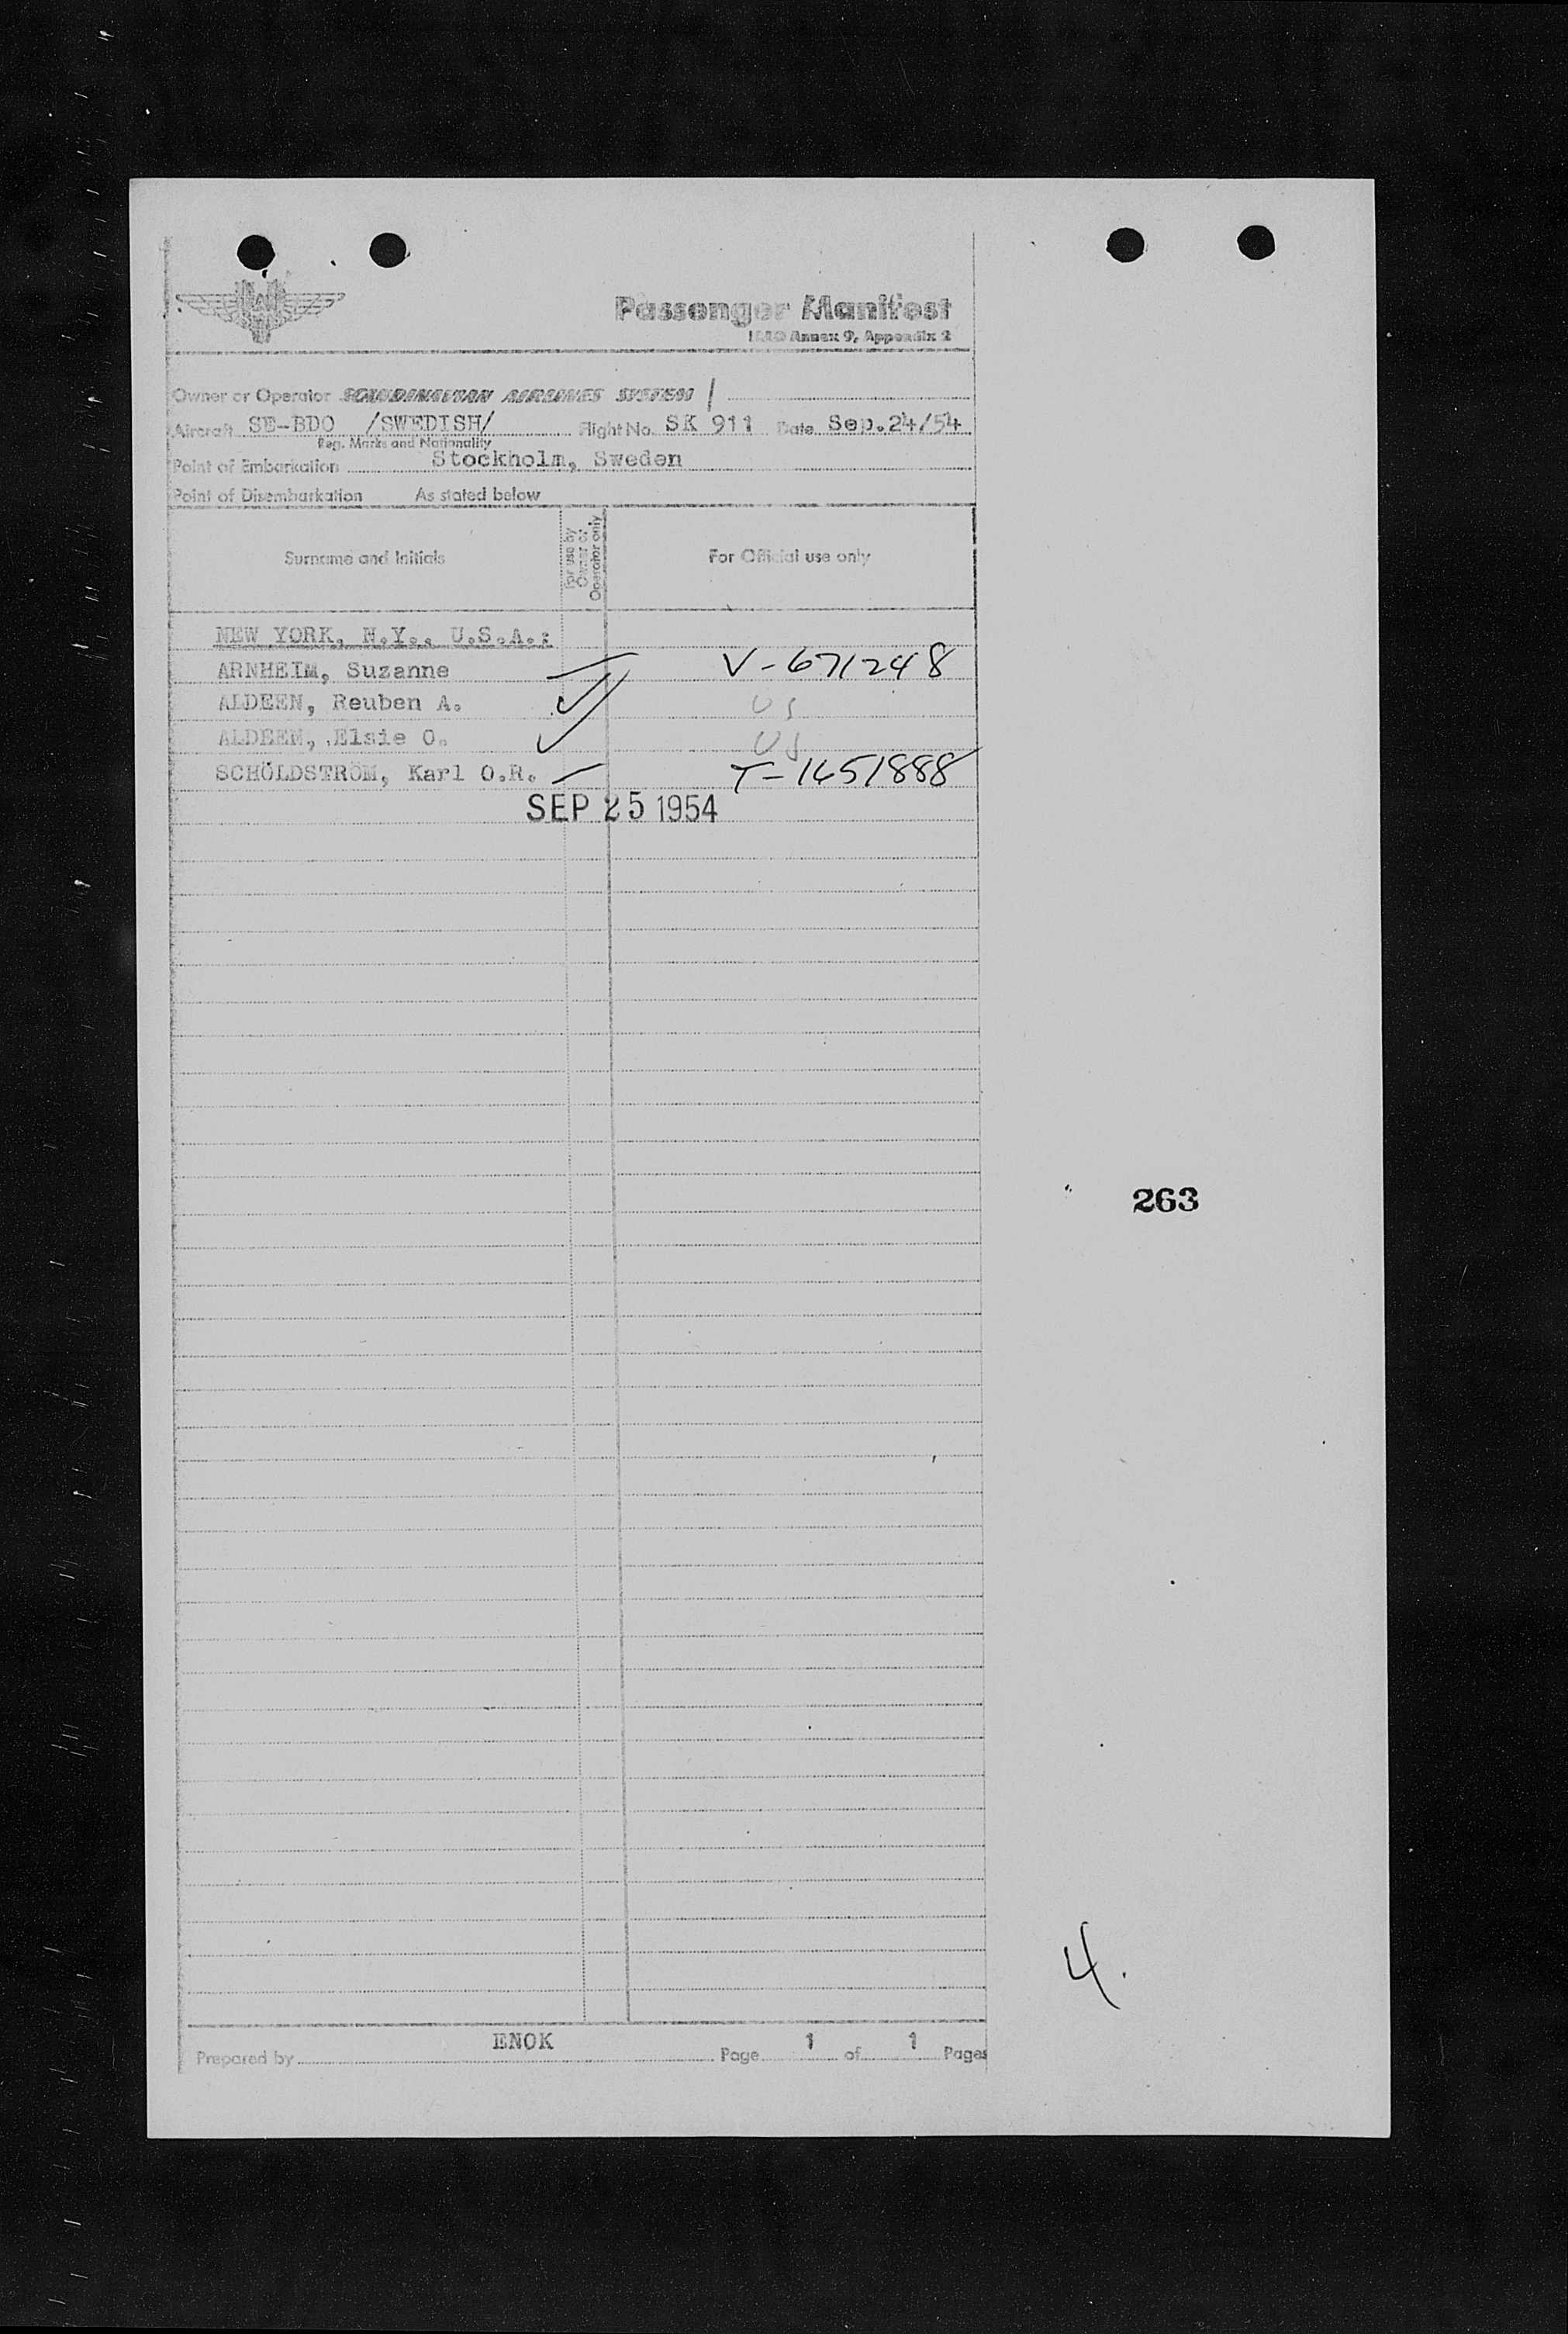 Passenger Manifest
ICAO Annex 9, Appendix 2
Owner or Operator SCANDINAVIAN AIRLINES SYSTEM
Aircraft SE-BDO /SWEDISH/ Flight No. SK 911 Date Sep.24/54
Reg. Marks and Nationality
Point of Embarkation Stockholm, Sweden
Point of Disembarkation As stated below
Surname and Initials
For use by
Owner or
Operator only
For Official use only
NEW YORK, N.Y., U.S.A.:
ARNHEIM, Suzanne V-671248
ALDEEN, Reuben A. US
ALDEEN, Elsie O. US
SCHÖLDSTRÖM, Karl O.R. T-1651888
SEP 25 1954
263
4.
Prepared by ENOK Page 1 of 1 Pages